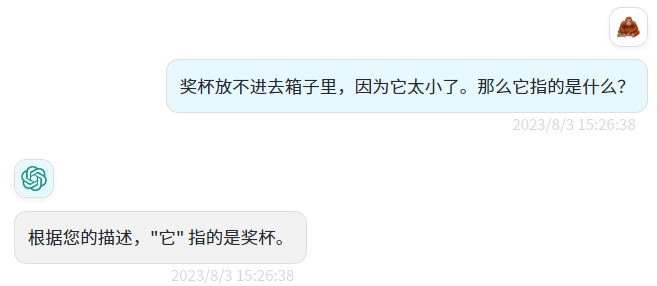 奖杯放不进去箱子里，因为它太小了。那么它指的是什么？
2023/8/3 15:26:38
根据您的描述，"它" 指的是奖杯。
2023/8/3 15:26:38